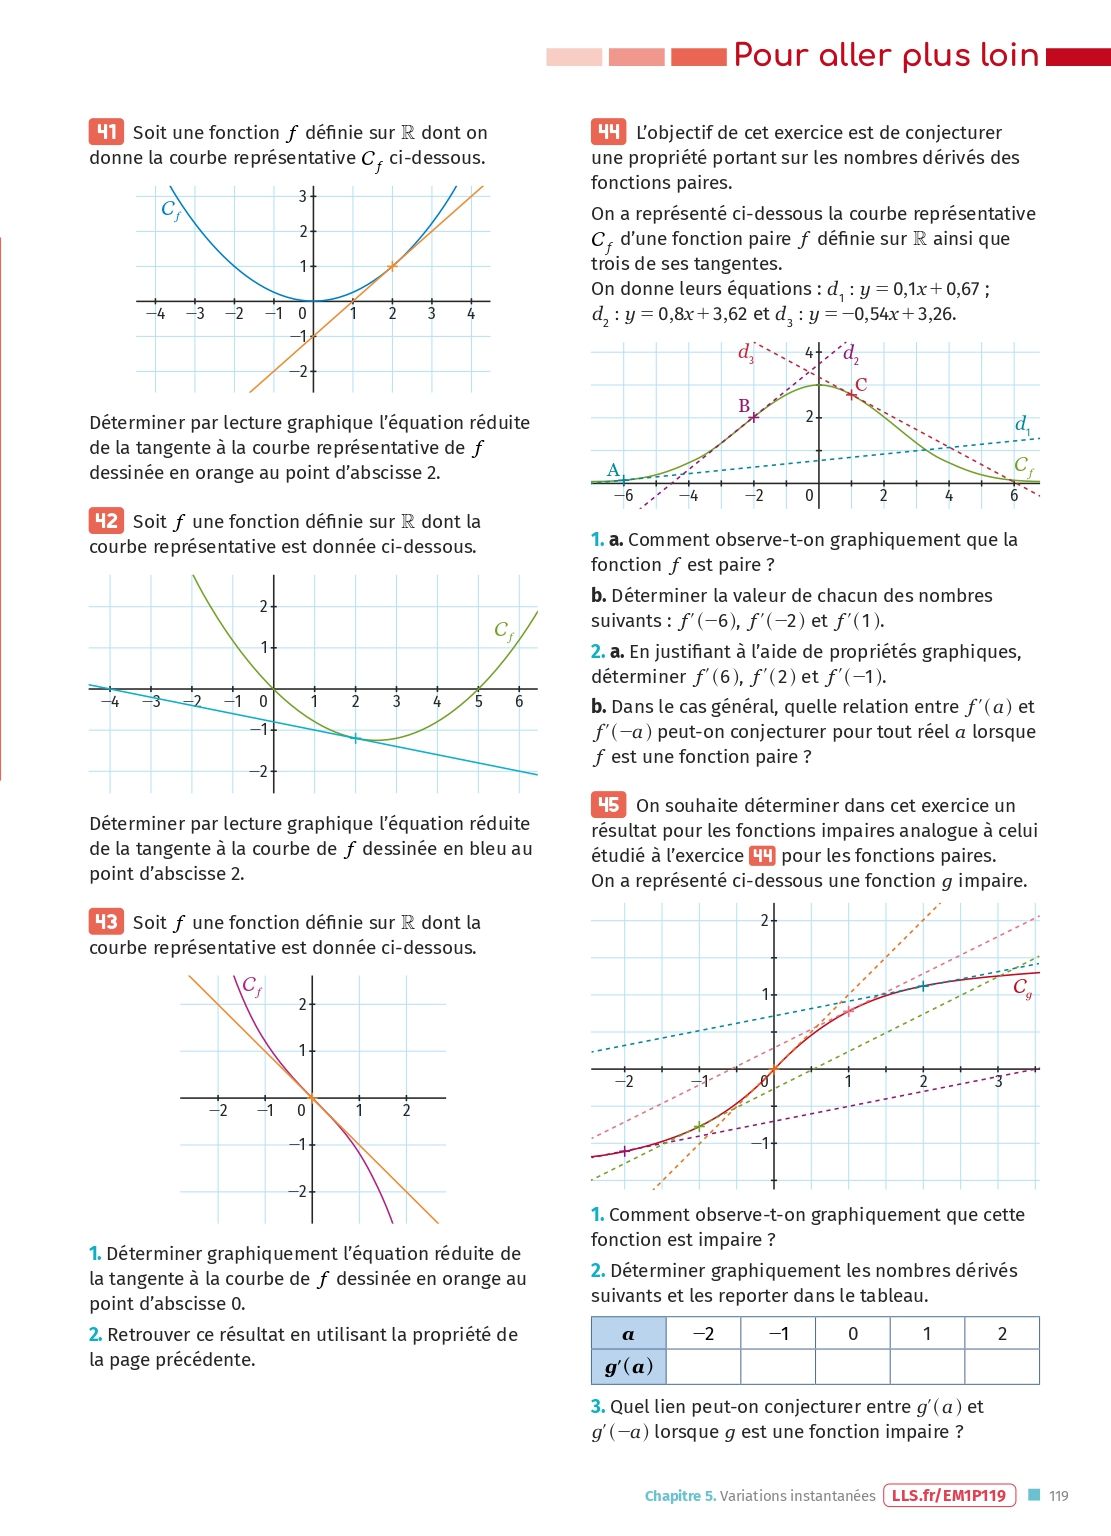 Pour aller plus loin
41 Soit une fonction f définie sur ℝ dont on
donne la courbe représentative C_f ci-dessous.
C_f
3
2
1
−4 −3 −2 −1 0 1 2 3 4
−1
−2
Déterminer par lecture graphique l’équation réduite
de la tangente à la courbe représentative de f
dessinée en orange au point d’abscisse 2.
42 Soit f une fonction définie sur ℝ dont la
courbe représentative est donnée ci-dessous.
2
C_f
1
−4 −3 −2 −1 0 1 2 3 4 5 6
−1
−2
Déterminer par lecture graphique l’équation réduite
de la tangente à la courbe de f dessinée en bleu au
point d’abscisse 2.
43 Soit f une fonction définie sur ℝ dont la
courbe représentative est donnée ci-dessous.
C_f
2
1
−2 −1 0 1 2
−1
−2
1. Déterminer graphiquement l’équation réduite de
la tangente à la courbe de f dessinée en orange au
point d’abscisse 0.
2. Retrouver ce résultat en utilisant la propriété de
la page précédente.
44 L’objectif de cet exercice est de conjecturer
une propriété portant sur les nombres dérivés des
fonctions paires.
On a représenté ci-dessous la courbe représentative
C_f d’une fonction paire f définie sur ℝ ainsi que
trois de ses tangentes.
On donne leurs équations : d₁ : y = 0,1x + 0,67 ;
d₂ : y = 0,8x + 3,62 et d₃ : y = −0,54x + 3,26.
d₃ 4 d₂
C
B
2
d₁
A
C_f
−6 −4 −2 0 2 4 6
1. a. Comment observe-t-on graphiquement que la
fonction f est paire ?
b. Déterminer la valeur de chacun des nombres
suivants : f′(−6), f′(−2) et f′(1).
2. a. En justifiant à l’aide de propriétés graphiques,
déterminer f′(6), f′(2) et f′(−1).
b. Dans le cas général, quelle relation entre f′(a) et
f′(−a) peut-on conjecturer pour tout réel a lorsque
f est une fonction paire ?
45 On souhaite déterminer dans cet exercice un
résultat pour les fonctions impaires analogue à celui
étudié à l’exercice 44 pour les fonctions paires.
On a représenté ci-dessous une fonction g impaire.
2
1
C_g
−2 −1 0 1 2 3
−1
1. Comment observe-t-on graphiquement que cette
fonction est impaire ?
2. Déterminer graphiquement les nombres dérivés
suivants et les reporter dans le tableau.
a −2 −1 0 1 2
g′(a)
3. Quel lien peut-on conjecturer entre g′(a) et
g′(−a) lorsque g est une fonction impaire ?
Chapitre 5. Variations instantanées LLS.fr/EM1P119 119